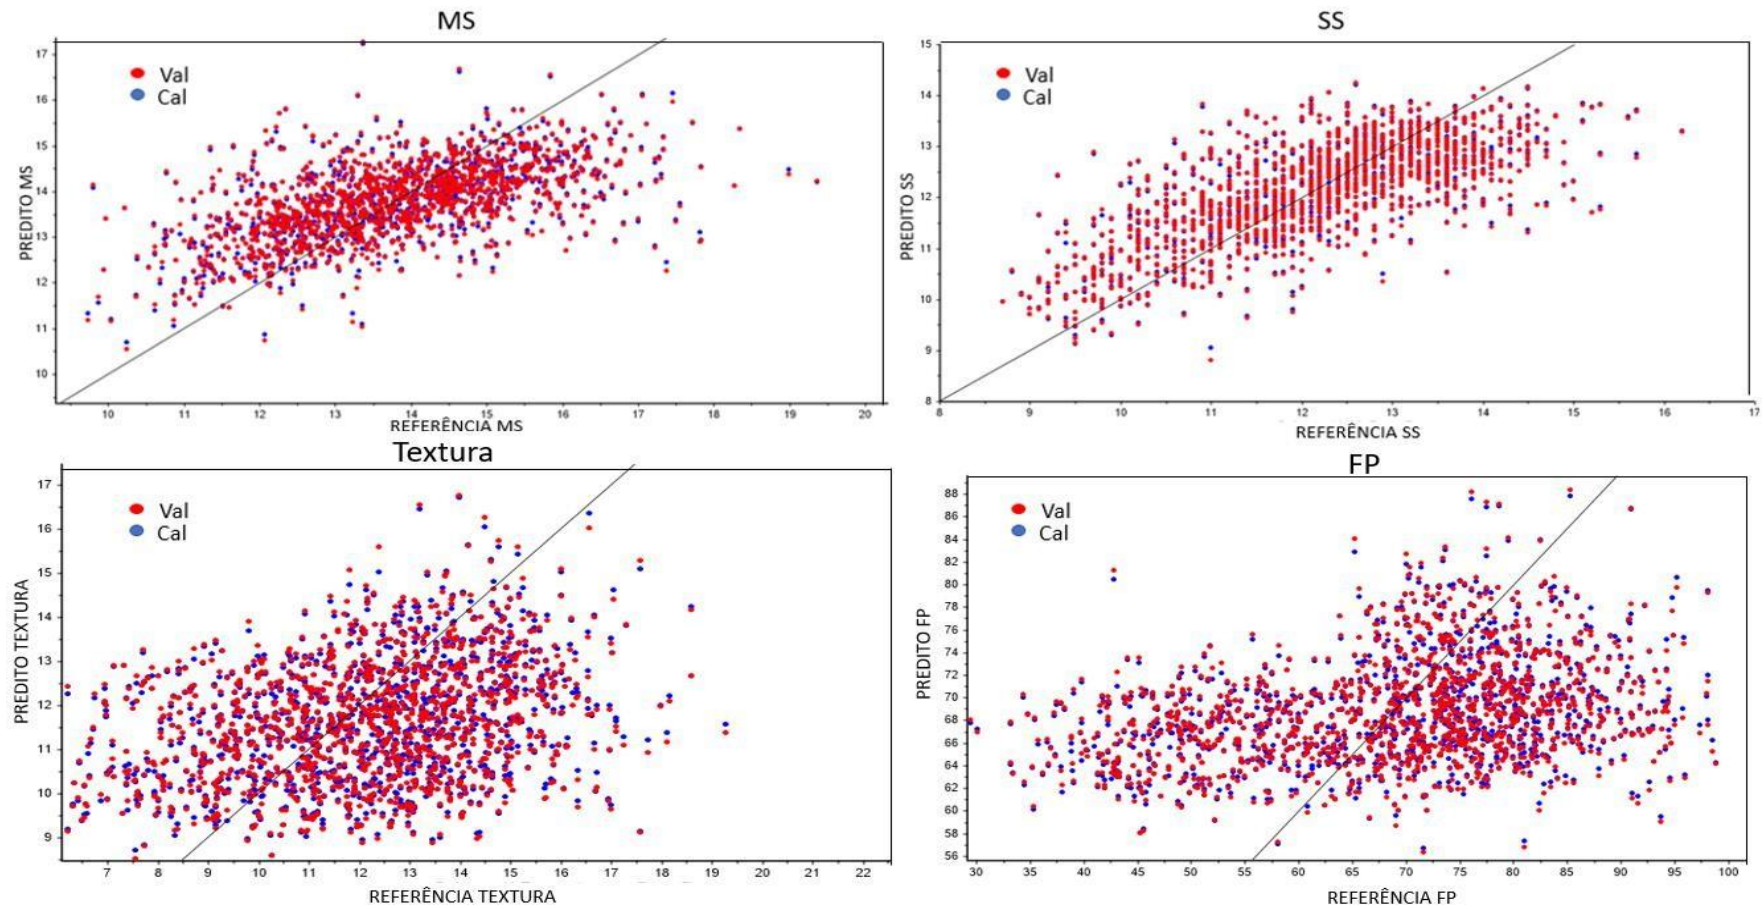 MS
17
16
15
14
13
12
11
10
PREDITO MS
Val
Cal
10 11 12 13 14 15 16 17 18 19 20
REFERÊNCIA MS
SS
15
14
13
12
11
10
9
8
PREDITO SS
Val
Cal
8 9 10 11 12 13 14 15 16 17
REFERÊNCIA SS
Textura
17
16
15
14
13
12
11
10
9
PREDITO TEXTURA
Val
Cal
7 8 9 10 11 12 13 14 15 16 17 18 19 20 21 22
REFERÊNCIA TEXTURA
FP
88
86
84
82
80
78
76
74
72
70
68
66
64
62
60
58
56
PREDITO FP
Val
Cal
30 35 40 45 50 55 60 65 70 75 80 85 90 95 100
REFERÊNCIA FP